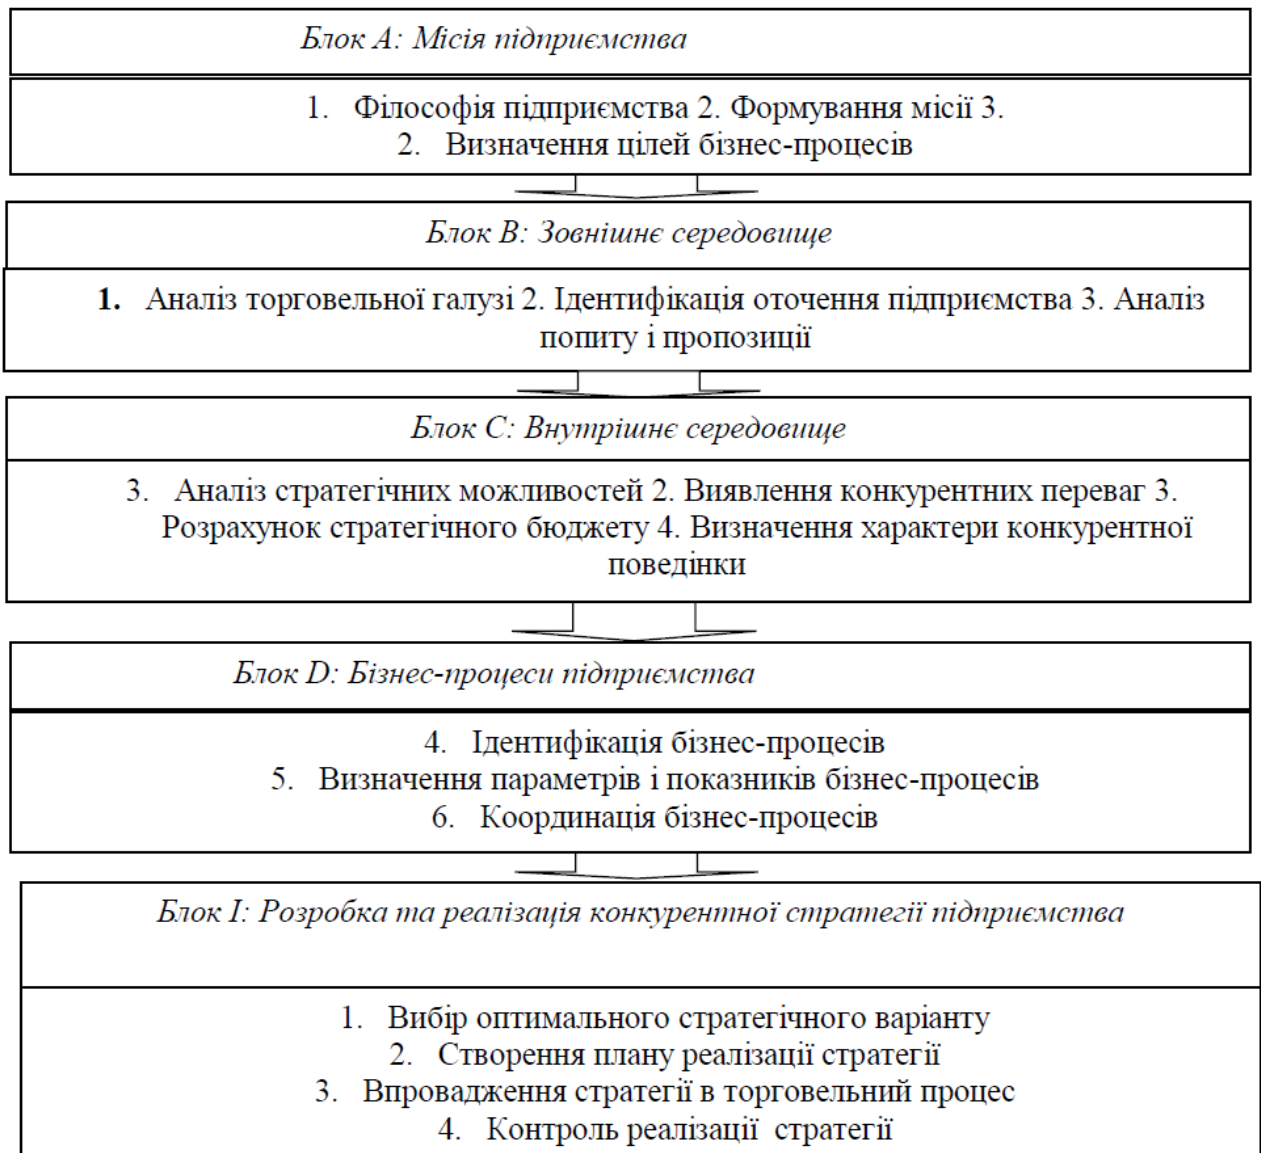 Блок А: Місія підприємства
1. Філософія підприємства 2. Формування місії 3.
2. Визначення цілей бізнес-процесів
Блок В: Зовнішнє середовище
1. Аналіз торговельної галузі 2. Ідентифікація оточення підприємства 3. Аналіз
попиту і пропозиції
Блок С: Внутрішнє середовище
3. Аналіз стратегічних можливостей 2. Виявлення конкурентних переваг 3.
Розрахунок стратегічного бюджету 4. Визначення характери конкурентної
поведінки
Блок D: Бізнес-процеси підприємства
4. Ідентифікація бізнес-процесів
5. Визначення параметрів і показників бізнес-процесів
6. Координація бізнес-процесів
Блок І: Розробка та реалізація конкурентної стратегії підприємства
1. Вибір оптимального стратегічного варіанту
2. Створення плану реалізації стратегії
3. Впровадження стратегії в торговельний процес
4. Контроль реалізації стратегії